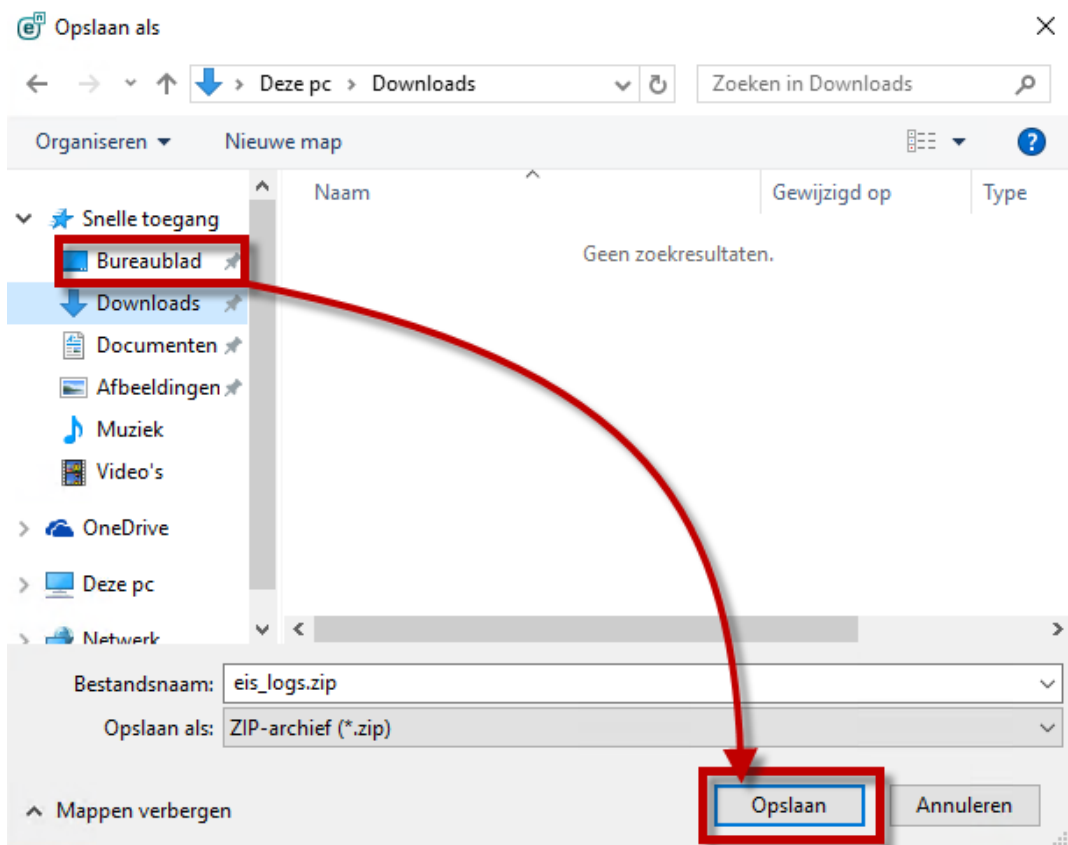 Opslaan als
Deze pc > Downloads
Zoeken in Downloads
Organiseren
Nieuwe map
?
Naam
Gewijzigd op
Type
Snelle toegang
Geen zoekresultaten.
Bureaublad
Downloads
Documenten
Afbeeldingen
Muziek
Video's
OneDrive
Deze pc
Netwerk
Bestandsnaam: eis_logs.zip
Opslaan als: ZIP-archief (*.zip)
Mappen verbergen
Opslaan
Annuleren